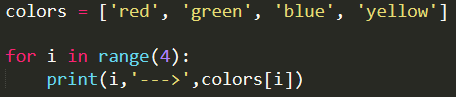 colors = ['red', 'green', 'blue', 'yellow']
for i in range(4):
    print(i,'--->',colors[i])